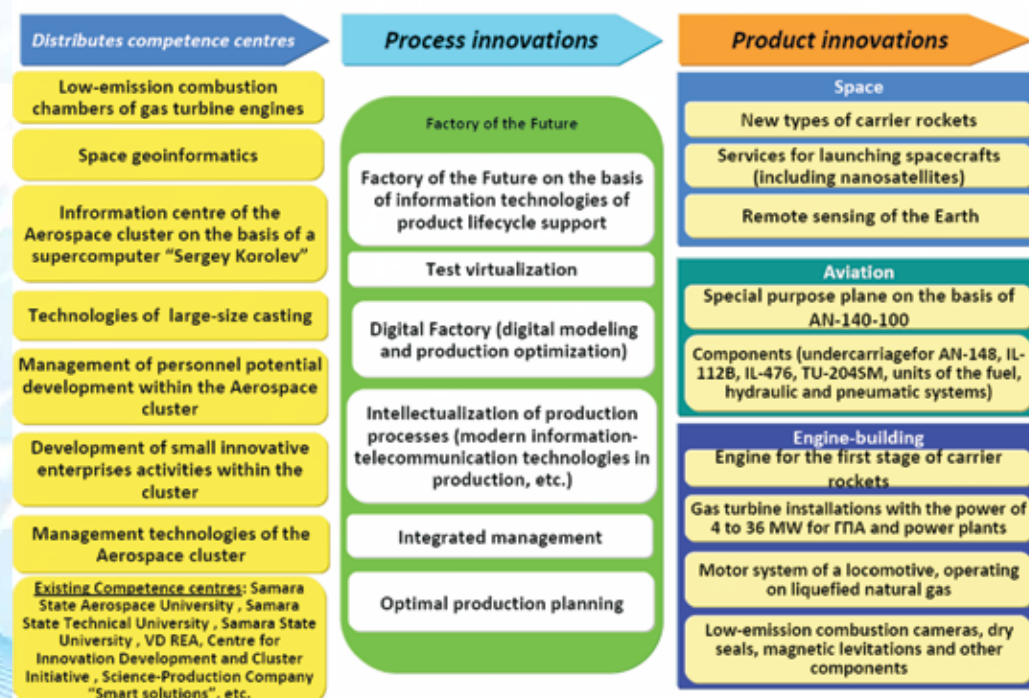 Distributes competence centres
Low-emission combustion
chambers of gas turbine engines
Space geoinformatics
Infrormation centre of the
Aerospace cluster on the basis of a
supercomputer “Sergey Korolev”
Technologies of large-size casting
Management of personnel potential
development within the Aerospace
cluster
Development of small innovative
enterprises activities within the
cluster
Management technologies of the
Aerospace cluster
Existing Competence centres: Samara
State Aerospace University , Samara
State Technical University , Samara State
University , VD REA, Centre for
Innovation Development and Cluster
Initiative , Science-Production Company
“Smart solutions”, etc.
Process innovations
Factory of the Future
Factory of the Future on the basis
of information technologies of
product lifecycle support
Test virtualization
Digital Factory (digital modeling
and production optimization)
Intellectualization of production
processes (modern information-
telecommunication technologies in
production, etc.)
Integrated management
Optimal production planning
Product innovations
Space
New types of carrier rockets
Services for launching spacecrafts
(including nanosatellites)
Remote sensing of the Earth
Aviation
Special purpose plane on the basis of
AN-140-100
Components (undercarriagefor AN-148, IL-
112B, IL-476, TU-204SM, units of the fuel,
hydraulic and pneumatic systems)
Engine-building
Engine for the first stage of carrier
rockets
Gas turbine installations with the power of
4 to 36 MW for ГПА and power plants
Motor system of a locomotive, operating
on liquefied natural gas
Low-emission combustion cameras, dry
seals, magnetic levitations and other
components